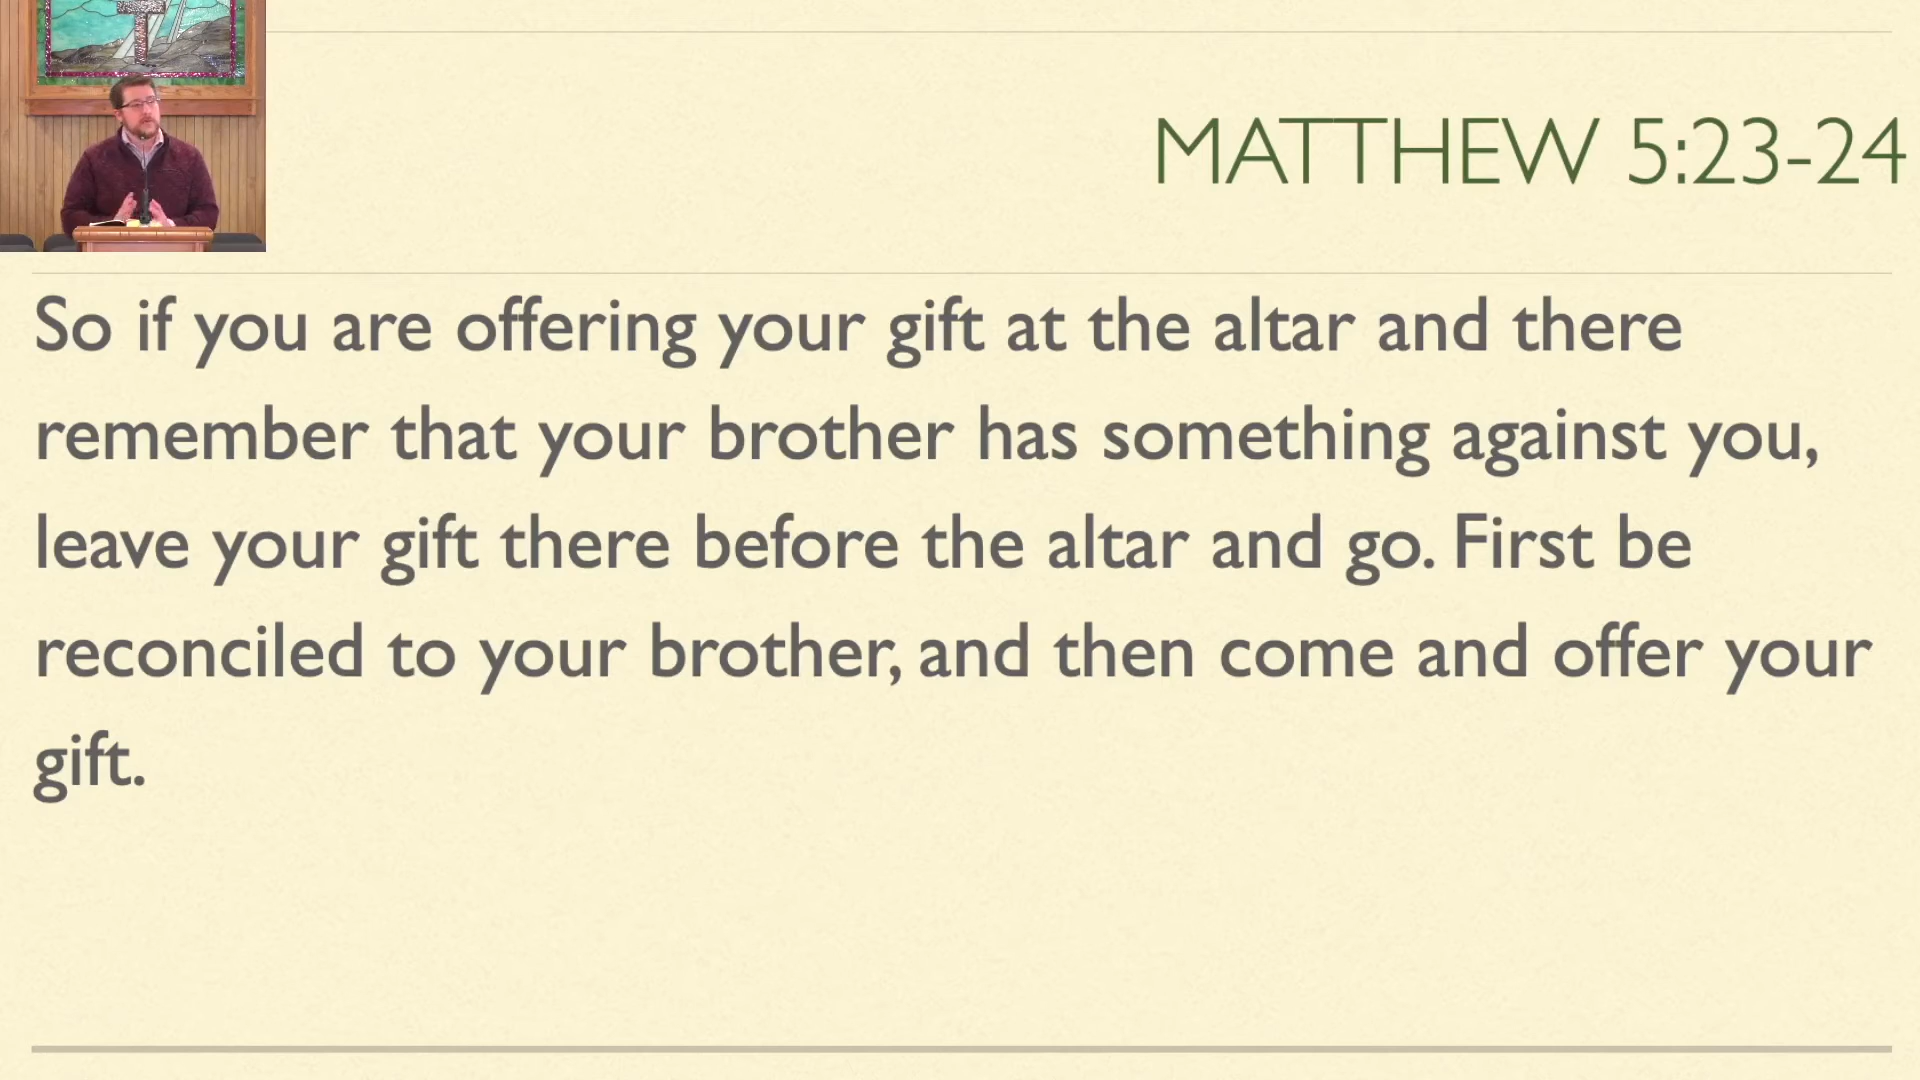 MATTHEW 5:23-24
So if you are offering your gift at the altar and there
remember that your brother has something against you,
leave your gift there before the altar and go. First be
reconciled to your brother, and then come and offer your
gift.